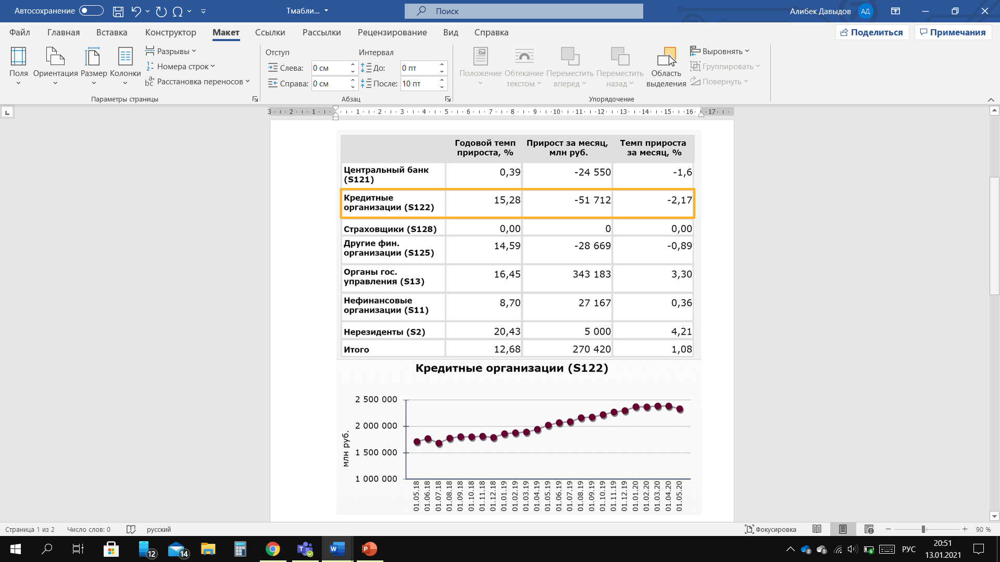 Автосохранение
Тмабли...
Поиск
Алибек Давыдов
АД
Файл Главная Вставка Конструктор Макет Ссылки Рассылки Рецензирование Вид Справка
Поделиться
Примечания
Поля
Ориентация
Размер
Колонки
Разрывы
Номера строк
Расстановка переносов
Параметры страницы
Отступ
Слева: 0 см
Справа: 0 см
Интервал
До: 0 пт
После: 10 пт
Абзац
Положение
Обтекание
текстом
Переместить
вперед
Переместить
назад
Область
выделения
Выровнять
Группировать
Повернуть
Упорядочение
3 2 1 1 2 3 4 5 6 7 8 9 10 11 12 13 14 15 16 17
Годовой темп
прироста, %
Прирост за месяц,
млн руб.
Темп прироста
за месяц, %
Центральный банк
(S121)
0,39 -24 550 -1,6
Кредитные
организации (S122)
15,28 -51 712 -2,17
Страховщики (S128) 0,00 0 0,00
Другие фин.
организации (S125)
14,59 -28 669 -0,89
Органы гос.
управления (S13)
16,45 343 183 3,30
Нефинансовые
организации (S11)
8,70 27 167 0,36
Нерезиденты (S2) 20,43 5 000 4,21
Итого 12,68 270 420 1,08
Кредитные организации (S122)
млн руб.
2 500 000
2 000 000
1 500 000
1 000 000
01.05.18 01.06.18 01.07.18 01.08.18 01.09.18 01.10.18 01.11.18 01.12.18 01.01.19 01.02.19 01.03.19 01.04.19 01.05.19 01.06.19 01.07.19 01.08.19 01.09.19 01.10.19 01.11.19 01.12.19 01.01.20 01.02.20 01.03.20 01.04.20 01.05.20
Страница 1 из 2 Число слов: 0 русский
Фокусировка
90 %
12
14
РУС
20:51
13.01.2021